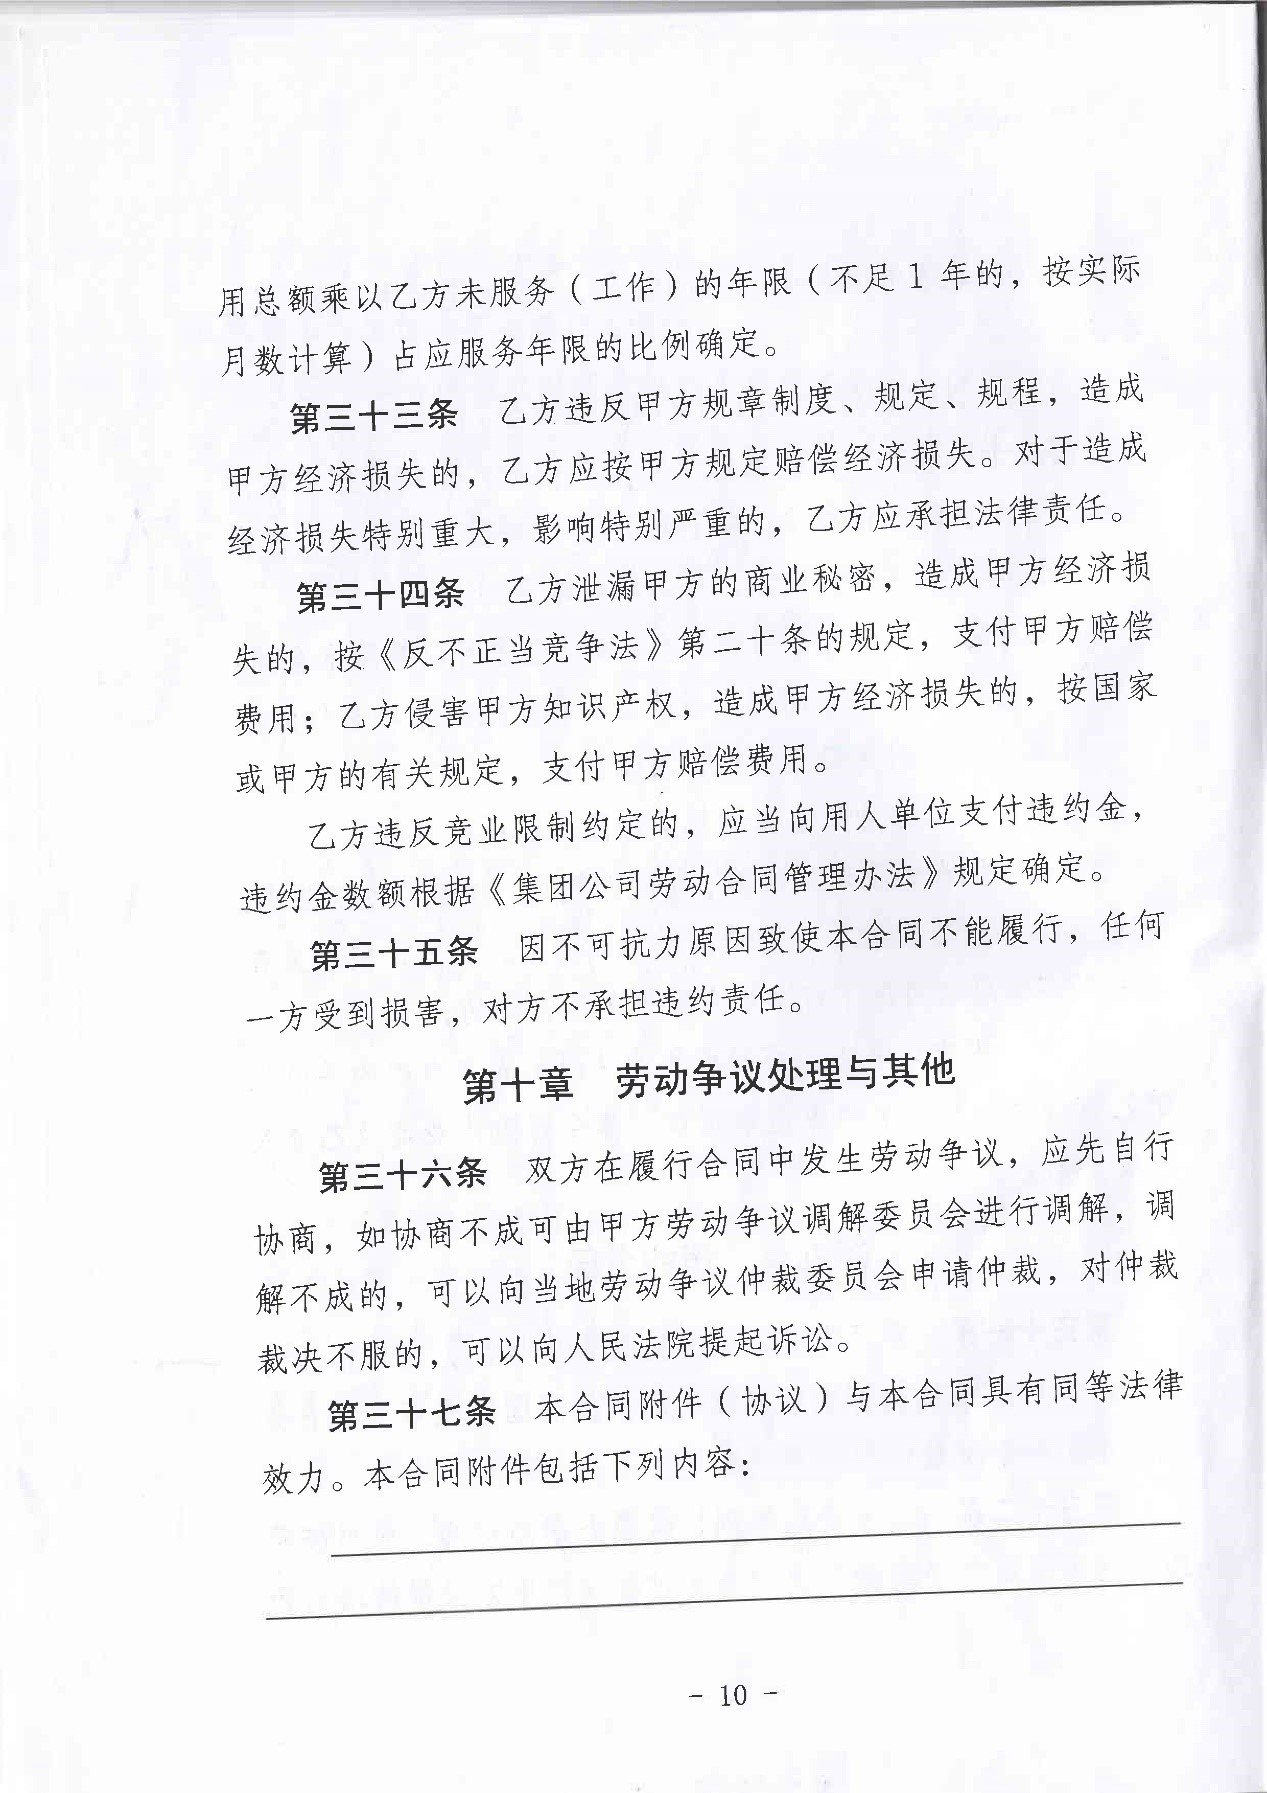 用总额乘以乙方未服务（工作）的年限（不足 1 年的，按实际
月数计算）占应服务年限的比例确定。
第三十三条 乙方违反甲方规章制度、规定、规程，造成
甲方经济损失的，乙方应按甲方规定赔偿经济损失。对于造成
经济损失特别重大，影响特别严重的，乙方应承担法律责任。
第三十四条 乙方泄漏甲方的商业秘密，造成甲方经济损
失的，按《反不正当竞争法》第二十条的规定，支付甲方赔偿
费用；乙方侵害甲方知识产权，造成甲方经济损失的，按国家
或甲方的有关规定，支付甲方赔偿费用。
乙方违反竞业限制约定的，应当向用人单位支付违约金，
违约金数额根据《集团公司劳动合同管理办法》规定确定。
第三十五条 因不可抗力原因致使本合同不能履行，任何
一方受到损害，对方不承担违约责任。
第十章 劳动争议处理与其他
第三十六条 双方在履行合同中发生劳动争议，应先自行
协商，如协商不成可由甲方劳动争议调解委员会进行调解，调
解不成的，可以向当地劳动争议仲裁委员会申请仲裁，对仲裁
裁决不服的，可以向人民法院提起诉讼。
第三十七条 本合同附件（协议）与本合同具有同等法律
效力。本合同附件包括下列内容：
- 10 -